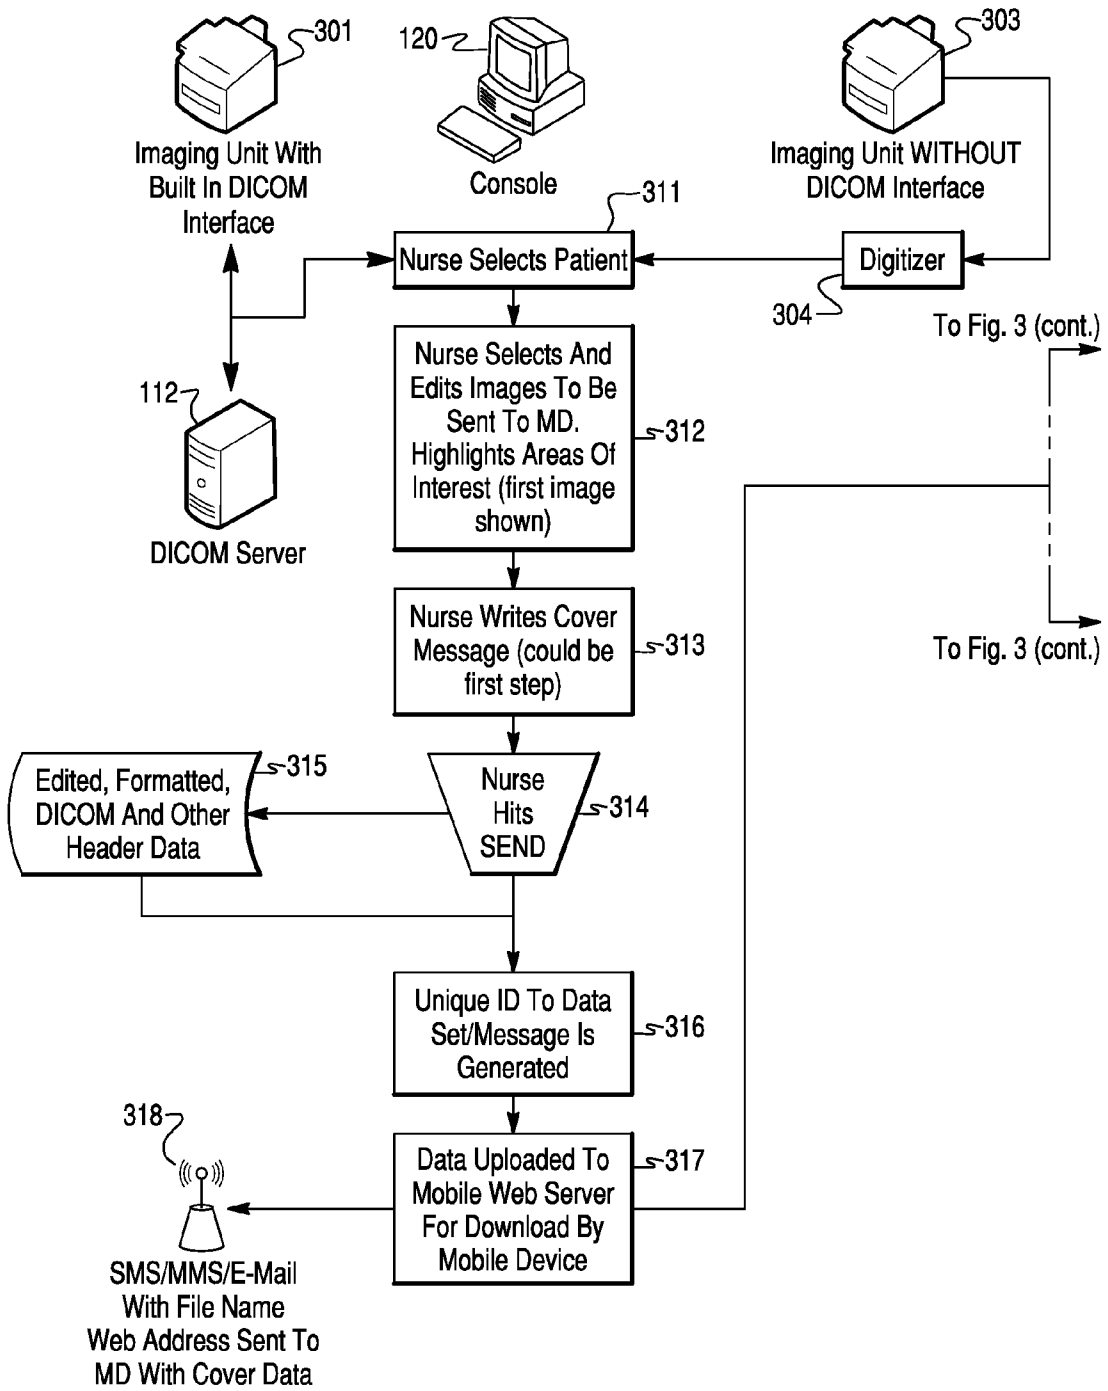 301
120
303
Imaging Unit With
Built In DICOM
Interface
Console
Imaging Unit WITHOUT
DICOM Interface
311
Nurse Selects Patient
Digitizer
304
To Fig. 3 (cont.)
112
DICOM Server
Nurse Selects And
Edits Images To Be
Sent To MD.
Highlights Areas Of
Interest (first image
shown)
312
Nurse Writes Cover
Message (could be
first step)
313
To Fig. 3 (cont.)
Edited, Formatted,
DICOM And Other
Header Data
315
Nurse
Hits
SEND
314
Unique ID To Data
Set/Message Is
Generated
316
318
Data Uploaded To
Mobile Web Server
For Download By
Mobile Device
317
SMS/MMS/E-Mail
With File Name
Web Address Sent To
MD With Cover Data